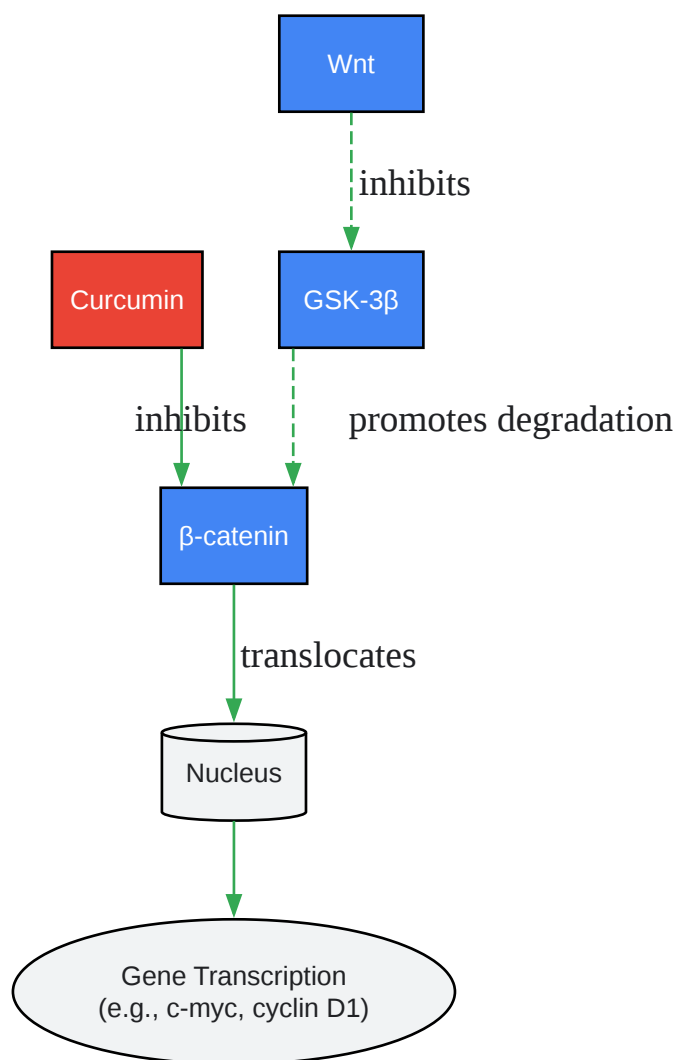 Wnt
inhibits
Curcumin
GSK-3β
inhibits
promotes degradation
β-catenin
translocates
Nucleus
Gene Transcription
(e.g., c-myc, cyclin D1)